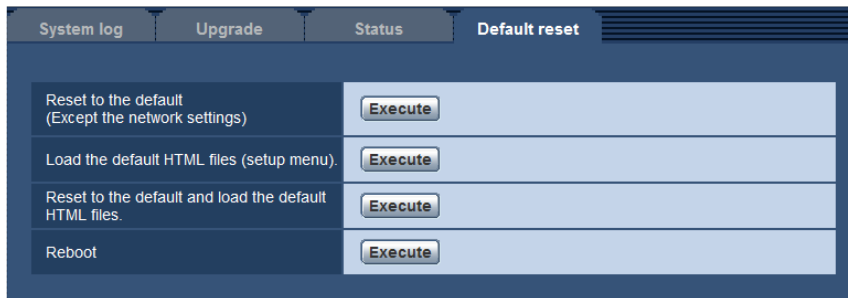 System log Upgrade Status Default reset
Reset to the default
(Except the network settings)
Execute
Load the default HTML files (setup menu).
Execute
Reset to the default and load the default
HTML files.
Execute
Reboot
Execute